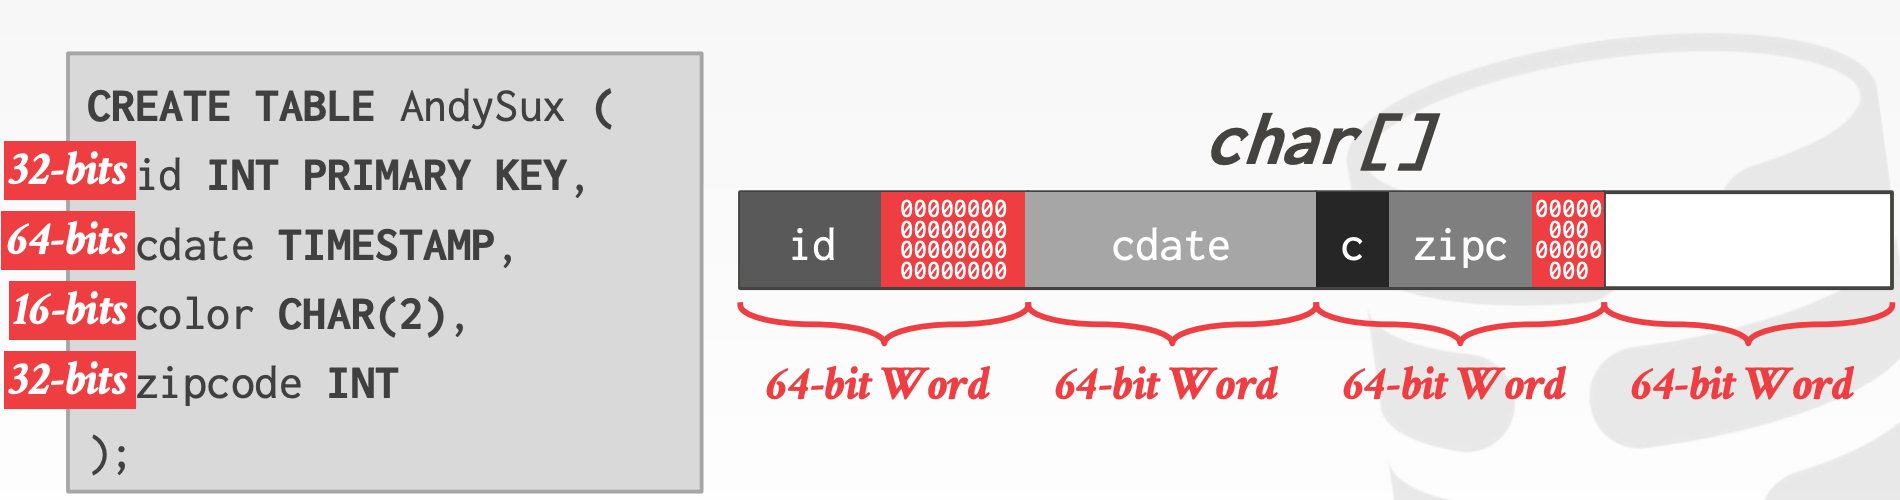 CREATE TABLE AndySux (
32-bits id INT PRIMARY KEY,
64-bits cdate TIMESTAMP,
16-bits color CHAR(2),
32-bits zipcode INT
);
char[]
id
00000000
00000000
00000000
00000000
cdate
c
zipc
00000
000
00000
000
64-bit Word
64-bit Word
64-bit Word
64-bit Word